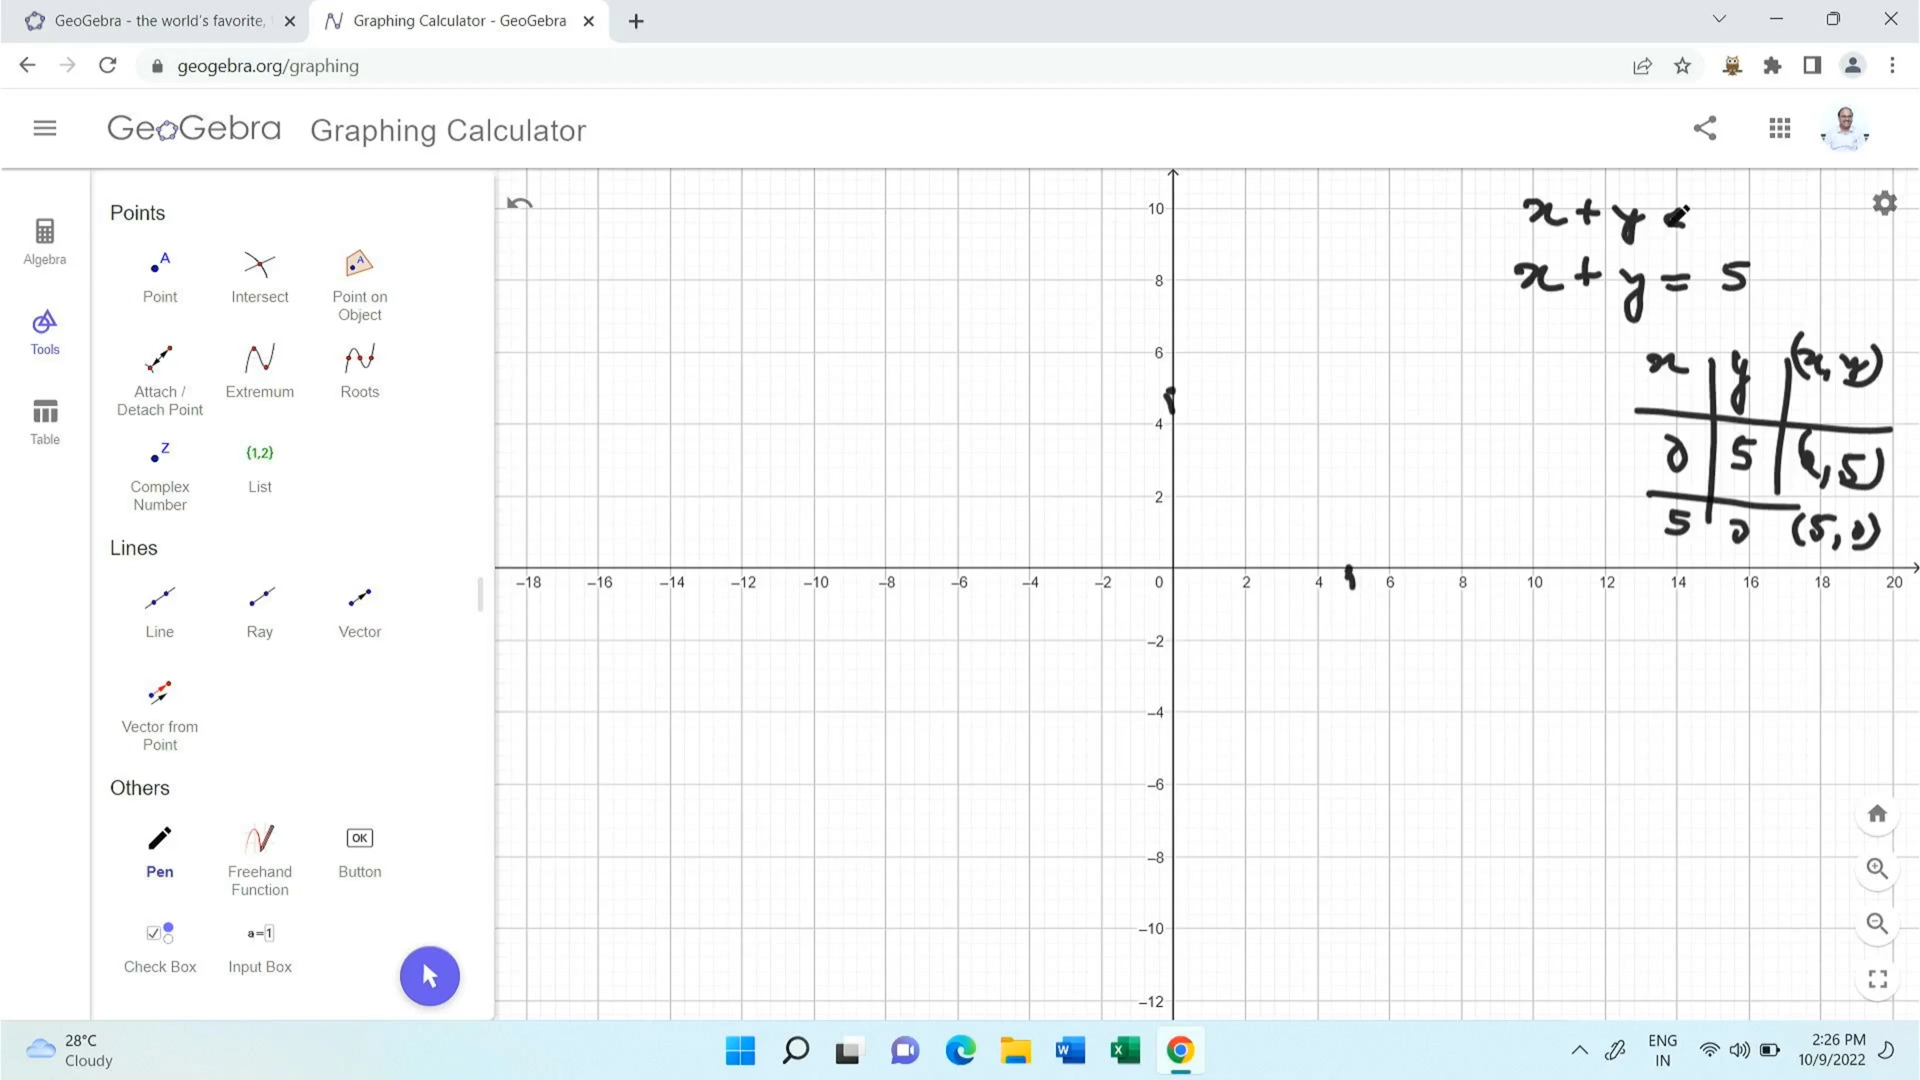 GeoGebra - the world's favorite,
Graphing Calculator - GeoGebra
geogebra.org/graphing
GeoGebra Graphing Calculator
Algebra
Tools
Table
Points
A
A
Point
Intersect
Point on
Object
Attach /
Detach Point
Extremum
Roots
Z
{1,2}
Complex
Number
List
Lines
Line
Ray
Vector
Vector from
Point
Others
OK
Pen
Freehand
Function
Button
a=1
Check Box
Input Box
10
8
6
4
2
-18 -16 -14 -12 -10 -8 -6 -4 -2 0 2 4 6 8 10 12 14 16 18 20
-2
-4
-6
-8
-10
-12
x + y
x + y = 5
x y (x, y)
0 5 (0, 5)
5 0 (5, 0)
28°C
Cloudy
ENG
IN
2:26 PM
10/9/2022